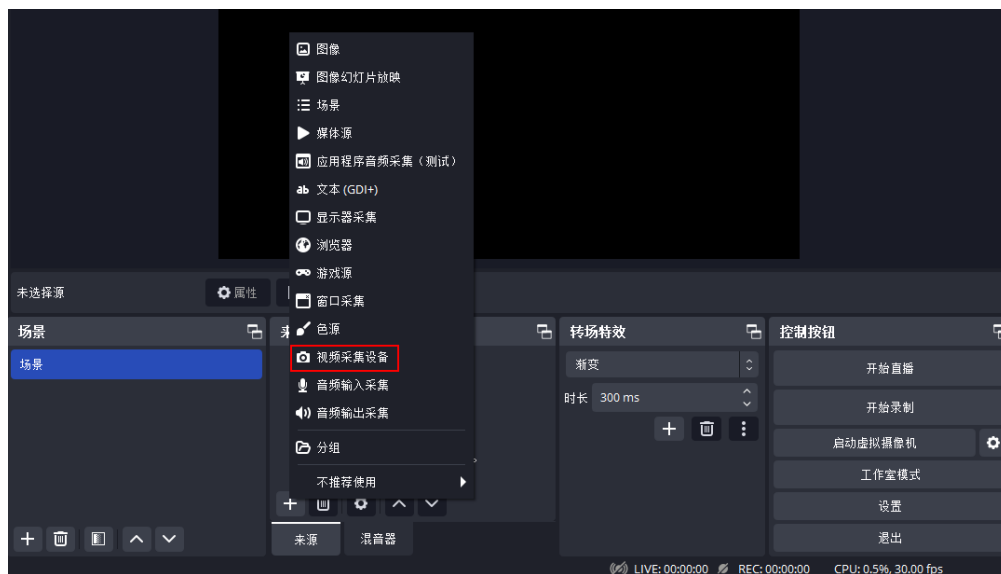 图像
图像幻灯片放映
场景
媒体源
应用程序音频采集（测试）
ab 文本 (GDI+)
显示器采集
浏览器
游戏源
窗口采集
色源
视频采集设备
音频输入采集
音频输出采集
分组
不推荐使用
未选择源
属性
场景
场景
来源
混音器
转场特效
渐变
时长 300 ms
控制按钮
开始直播
开始录制
启动虚拟摄像机
工作室模式
设置
退出
LIVE: 00:00:00 REC: 00:00:00 CPU: 0.5%, 30.00 fps